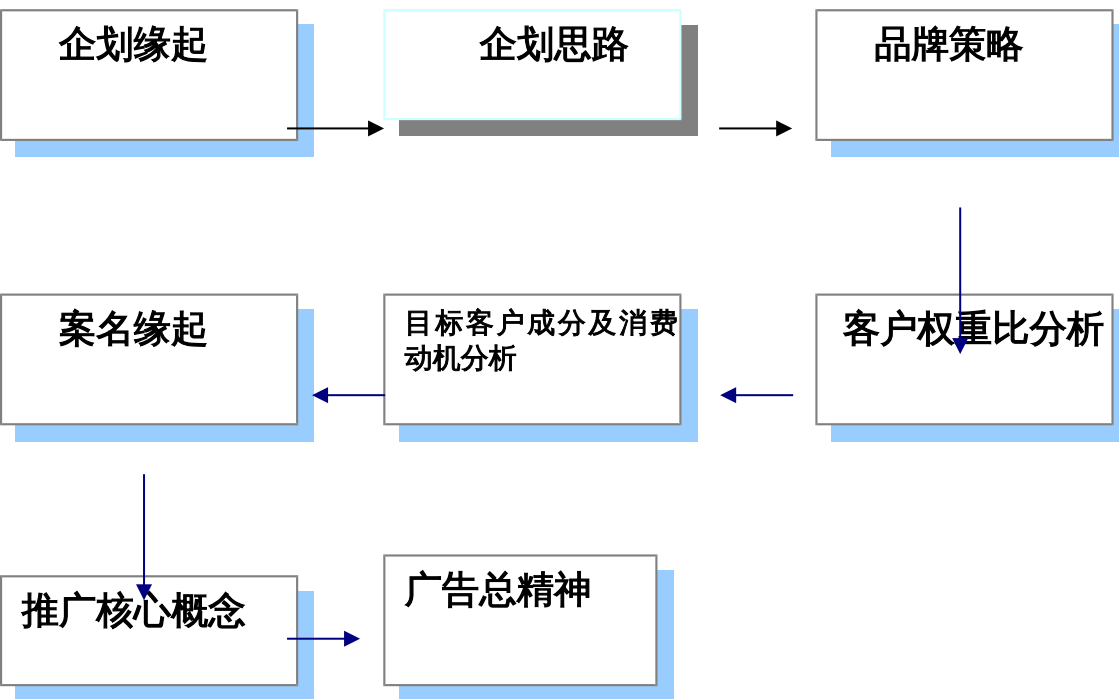 企划缘起
企划思路
品牌策略
案名缘起
目标客户成分及消费
动机分析
客户权重比分析
推广核心概念
广告总精神